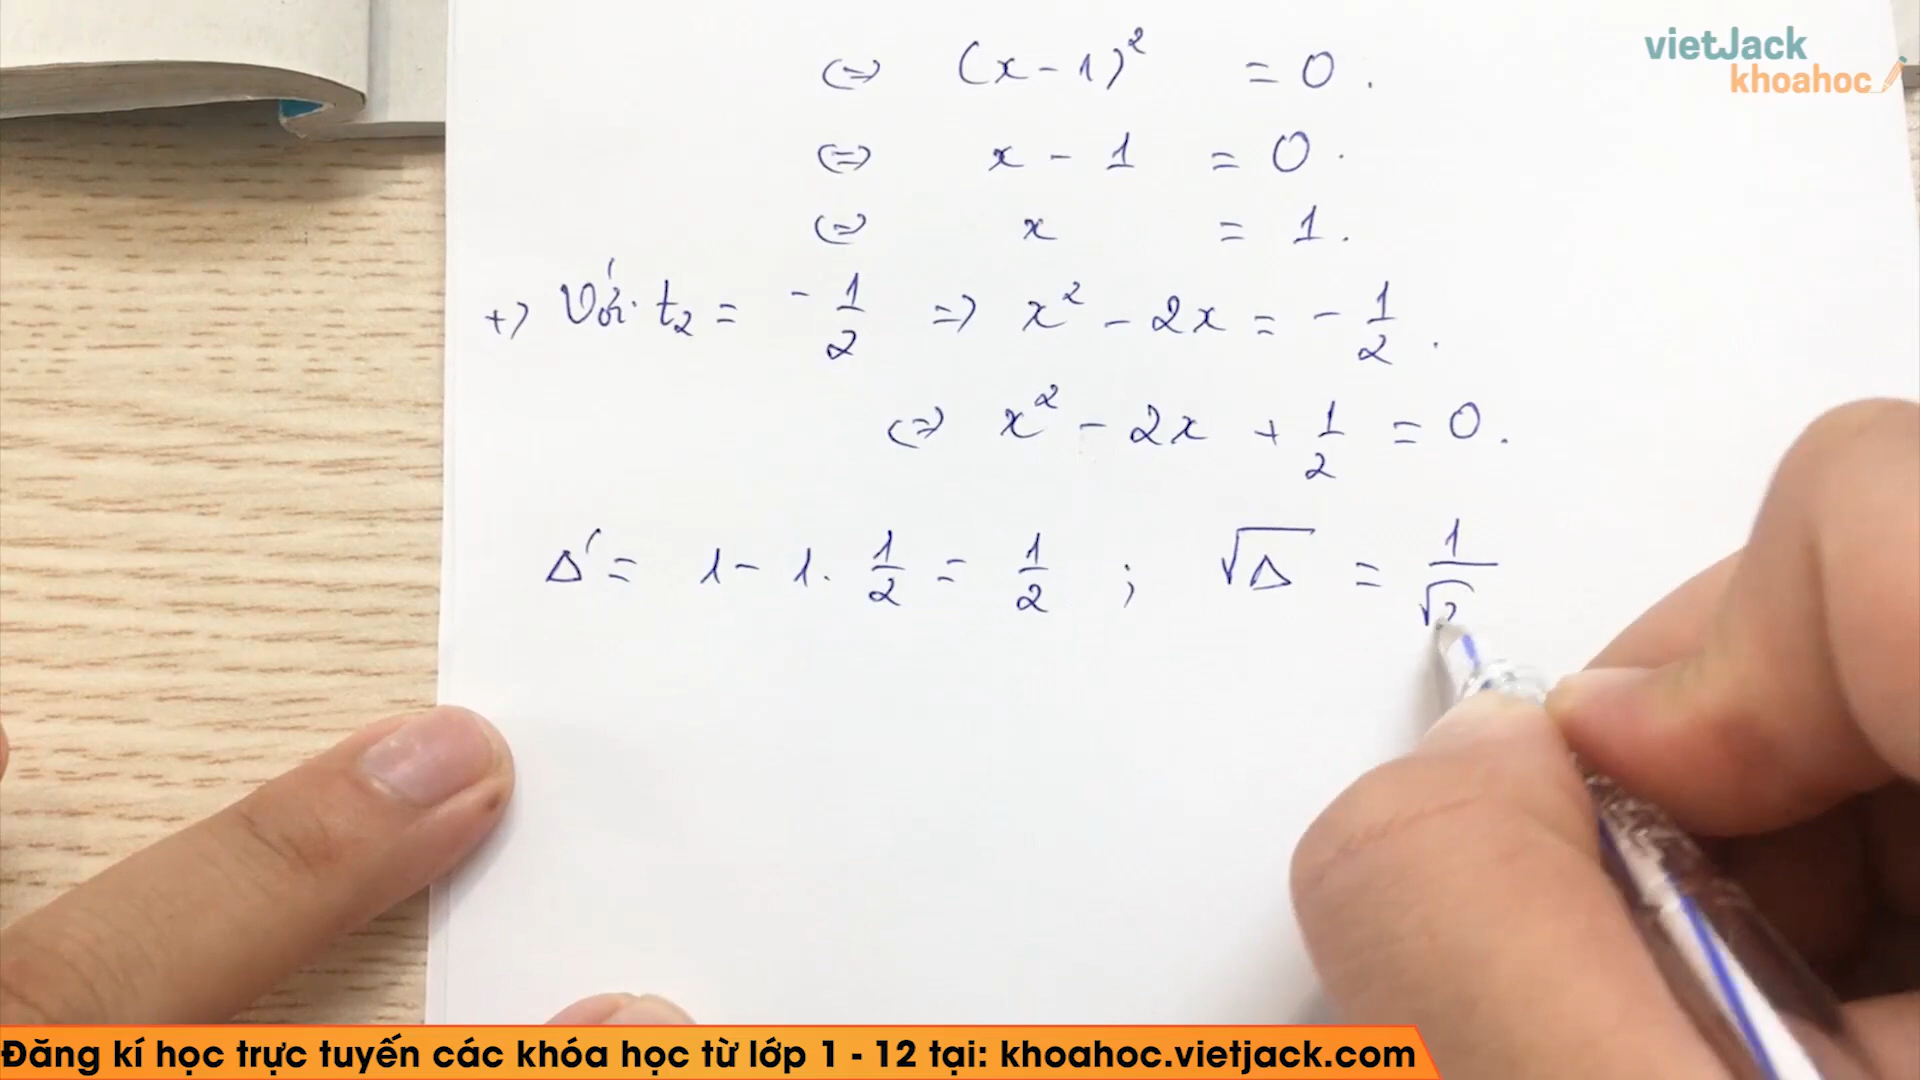 vietJack
khoahoc
<=> (x - 1)² = 0.
<=> x - 1 = 0.
<=> x = 1.
+) Với t₂ = - 1/2 => x² - 2x = - 1/2.
<=> x² - 2x + 1/2 = 0.
Δ' = 1 - 1. 1/2 = 1/2 ; √Δ = 1/√2
Đăng kí học trực tuyến các khóa học từ lớp 1 - 12 tại: khoahoc.vietjack.com